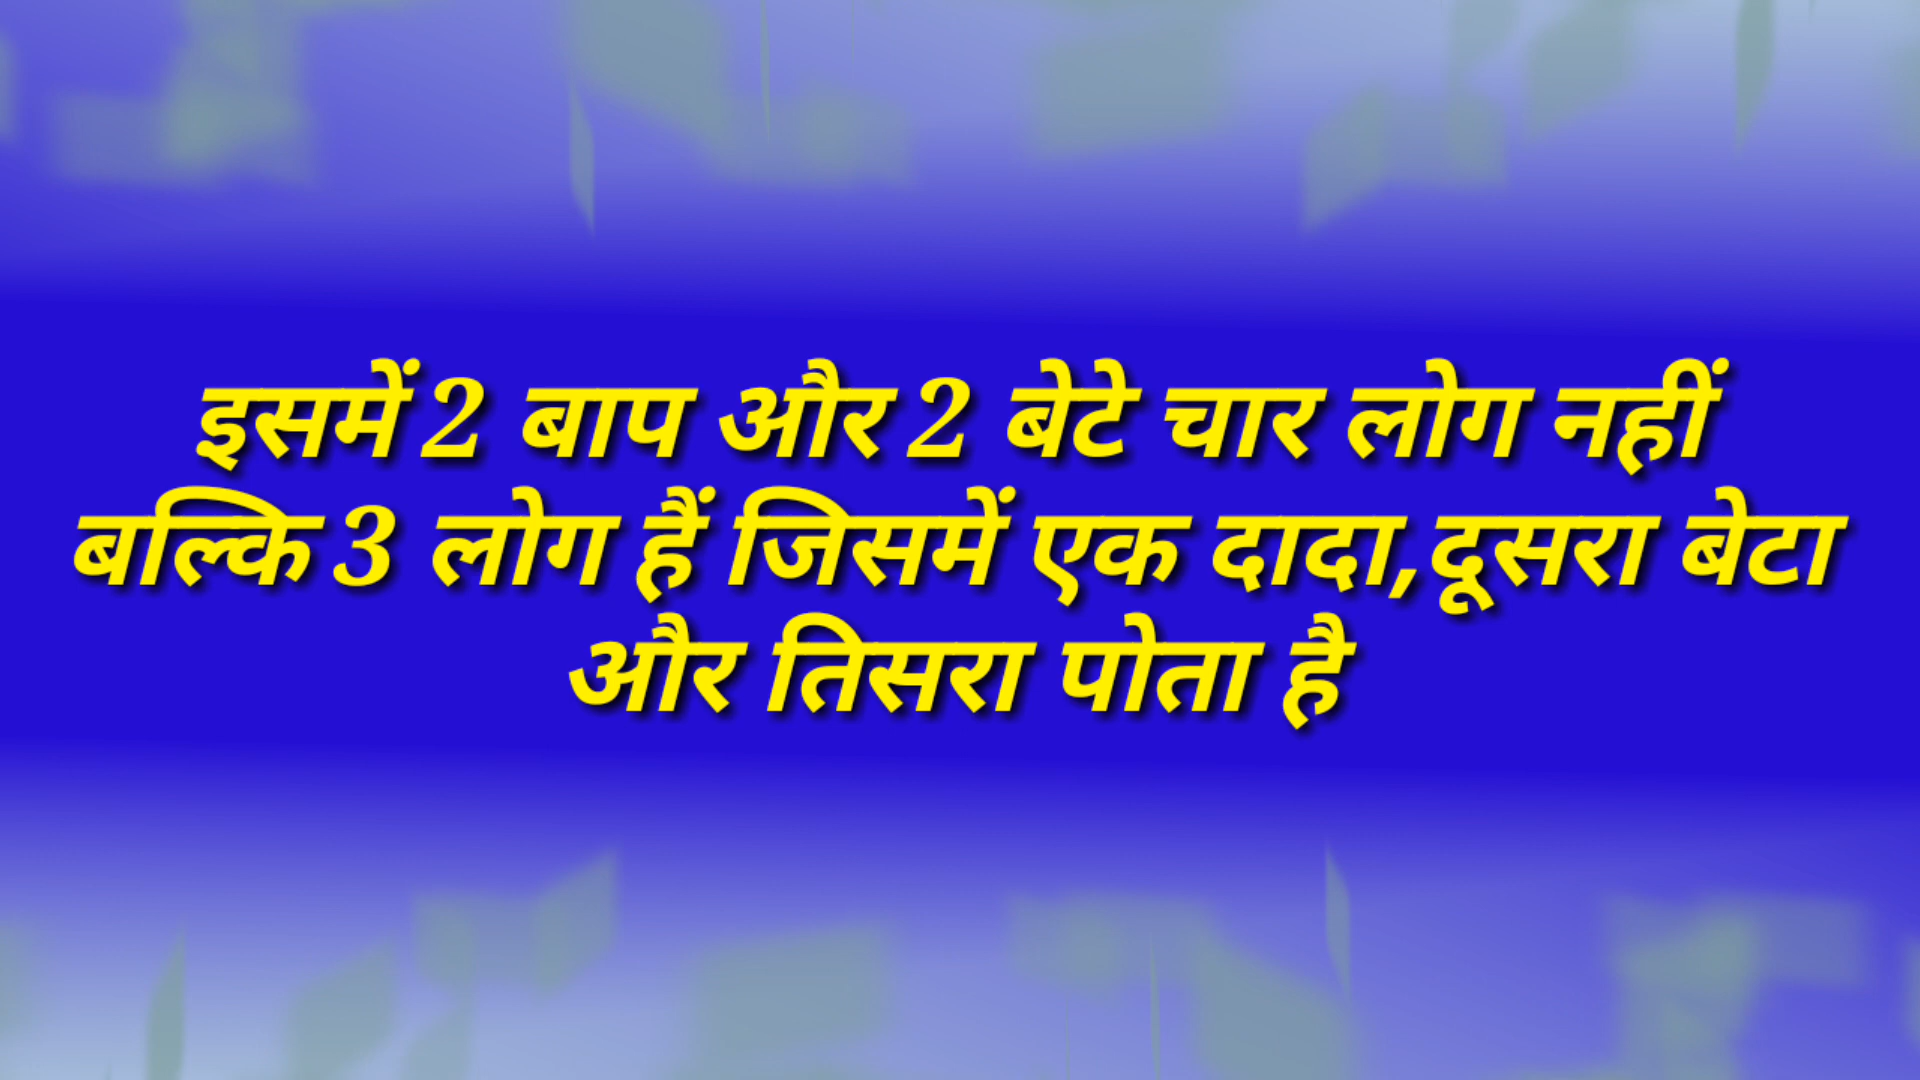 इसमें 2 बाप और 2 बेटे चार लोग नहीं
बल्कि 3 लोग हैं जिसमें एक दादा,दूसरा बेटा
और तिसरा पोता है